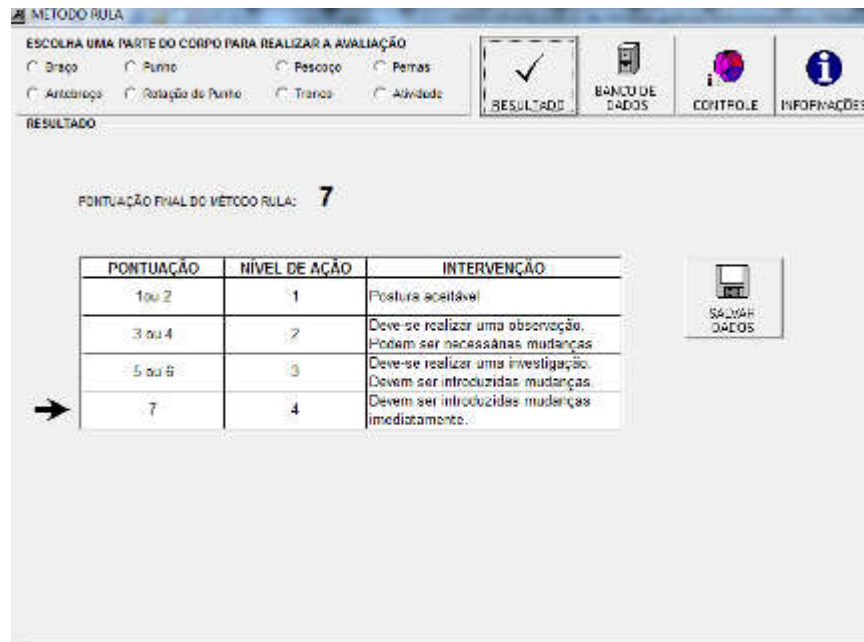 METODO RULA
ESCOLHA UMA PARTE DO CORPO PARA REALIZAR A AVALIAÇÃO
Braço Punho Pescoço Pernas
Antebraço Rotação do Punho Tronco Atividade
RESULTADO
BANCO DE DADOS
CONTROLE
INFORMAÇÕES
RESULTADO
PONTUAÇÃO FINAL DO MÉTODO RULA: 7
PONTUAÇÃO NÍVEL DE AÇÃO INTERVENÇÃO
1ou 2 1 Postura aceitável
3 ou 4 2 Deve-se realizar uma observação.
Podem ser necessárias mudanças
5 ou 6 3 Deve-se realizar uma investigação.
Devem ser introduzidas mudanças.
7 4 Devem ser introduzidas mudanças
imediatamente.
SALVAR
DADOS